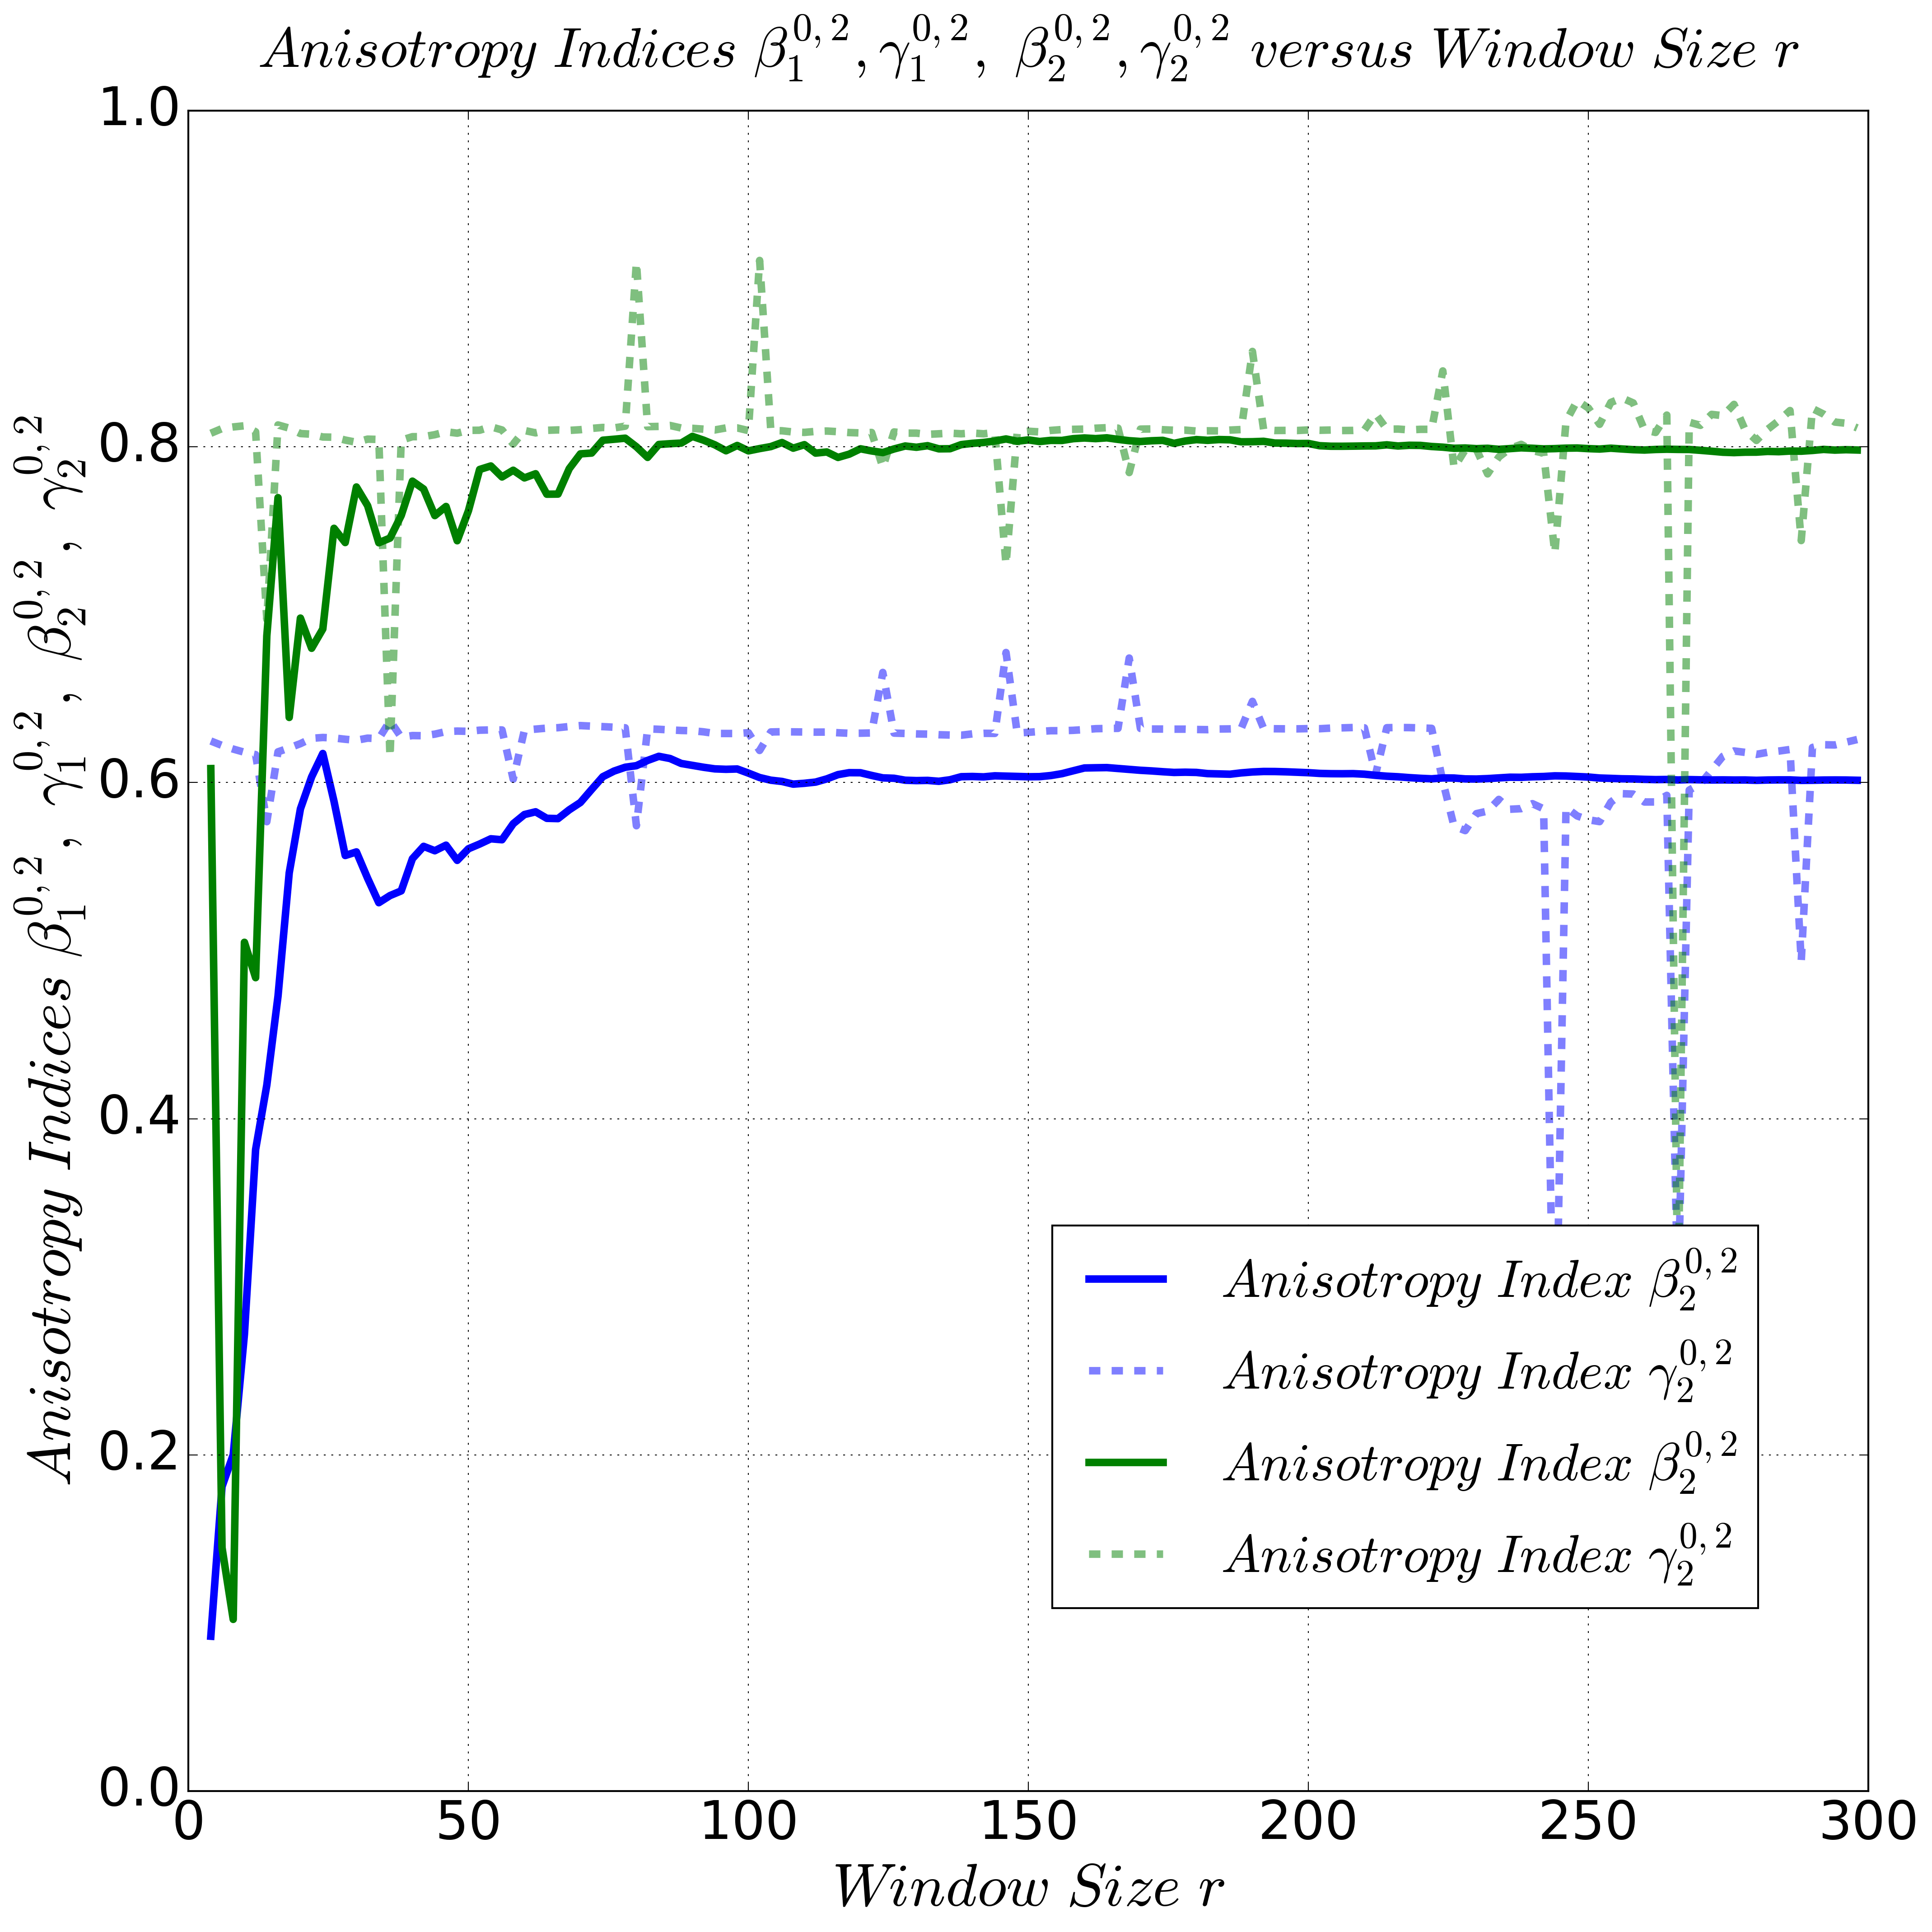 Anisotropy Indices β₁^{0,2}, γ₁^{0,2}, β₂^{0,2}, γ₂^{0,2} versus Window Size r
Anisotropy Indices β₁^{0,2}, γ₁^{0,2}, β₂^{0,2}, γ₂^{0,2}
1.0
0.8
0.6
0.4
0.2
0.0
Anisotropy Index β₂^{0,2}
Anisotropy Index γ₂^{0,2}
Anisotropy Index β₂^{0,2}
Anisotropy Index γ₂^{0,2}
0 50 100 150 200 250 300
Window Size r